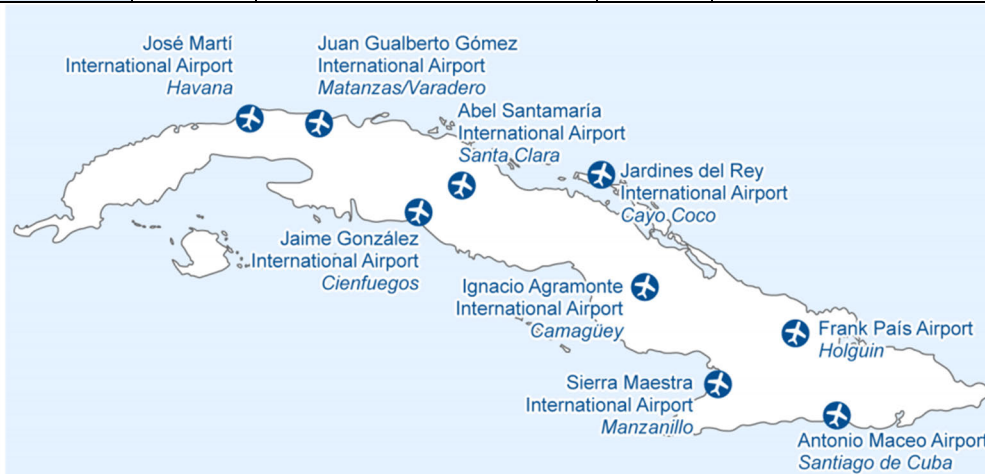 José Martí
International Airport
Havana
Juan Gualberto Gómez
International Airport
Matanzas/Varadero
Abel Santamaría
International Airport
Santa Clara
Jardines del Rey
International Airport
Cayo Coco
Jaime González
International Airport
Cienfuegos
Ignacio Agramonte
International Airport
Camagüey
Frank País Airport
Holguin
Sierra Maestra
International Airport
Manzanillo
Antonio Maceo Airport
Santiago de Cuba